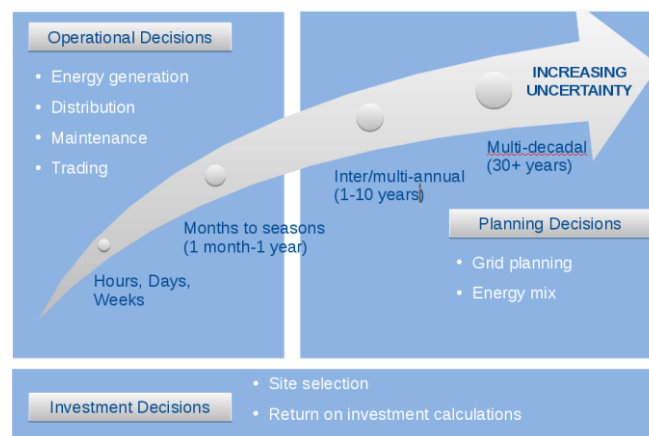 Operational Decisions
• Energy generation
• Distribution
• Maintenance
• Trading
INCREASING
UNCERTAINTY
Multi-decadal
(30+ years)
Inter/multi-annual
(1-10 years)
Months to seasons
(1 month-1 year)
Hours, Days,
Weeks
Planning Decisions
• Grid planning
• Energy mix
Investment Decisions
• Site selection
• Return on investment calculations